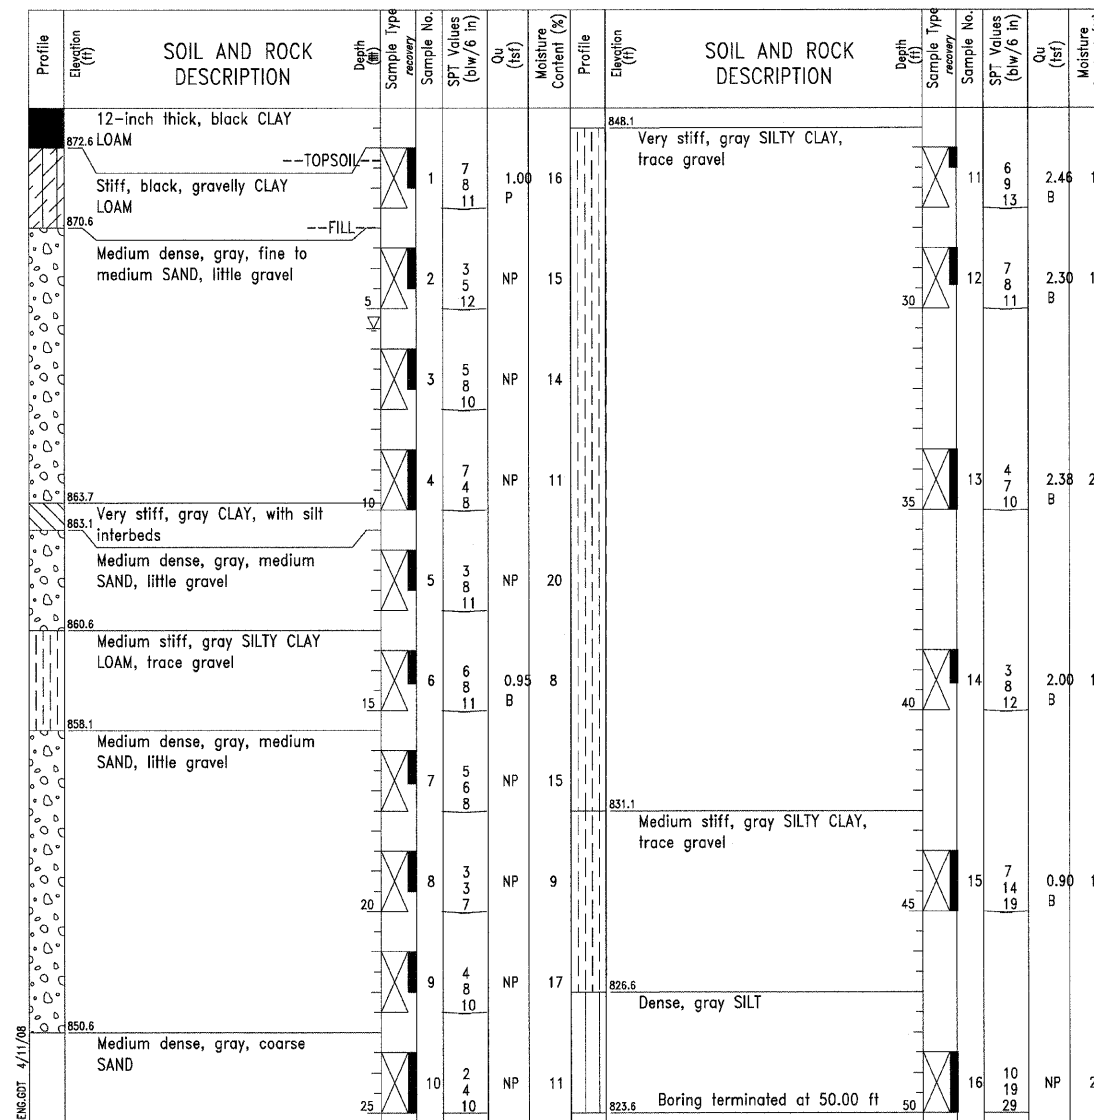 Profile
Elevation (ft)
SOIL AND ROCK
DESCRIPTION
Depth (ft)
Sample Type
recovery
Sample No.
SPT Values (blw/6 in)
Qu (tsf)
Moisture Content (%)
12-inch thick, black CLAY
LOAM
872.6
--TOPSOIL--
Stiff, black, gravelly CLAY
LOAM
1
7
8
11
1.00
P
16
870.6
--FILL--
Medium dense, gray, fine to
medium SAND, little gravel
2
3
5
12
NP
15
5
3
5
8
10
NP
14
4
7
4
8
NP
11
863.7
10
Very stiff, gray CLAY, with silt
863.1
interbeds
Medium dense, gray, medium
SAND, little gravel
5
3
8
11
NP
20
860.6
Medium stiff, gray SILTY CLAY
LOAM, trace gravel
6
6
8
11
0.95
B
8
15
858.1
Medium dense, gray, medium
SAND, little gravel
7
5
6
8
NP
15
8
3
3
7
NP
9
20
9
4
8
10
NP
17
850.6
Medium dense, gray, coarse
SAND
10
2
4
10
NP
11
25
Profile
Elevation (ft)
SOIL AND ROCK
DESCRIPTION
Depth (ft)
Sample Type
recovery
Sample No.
SPT Values (blw/6 in)
Qu (tsf)
Moisture
848.1
Very stiff, gray SILTY CLAY,
trace gravel
11
6
9
13
2.46
B
1
12
7
8
11
2.30
B
1
30
13
4
7
10
2.38
B
2
35
14
3
8
12
2.00
B
1
40
831.1
Medium stiff, gray SILTY CLAY,
trace gravel
15
7
14
19
0.90
B
1
45
826.6
Dense, gray SILT
16
10
19
29
NP
2
Boring terminated at 50.00 ft
50
823.6
ENG.GDT 4/11/08